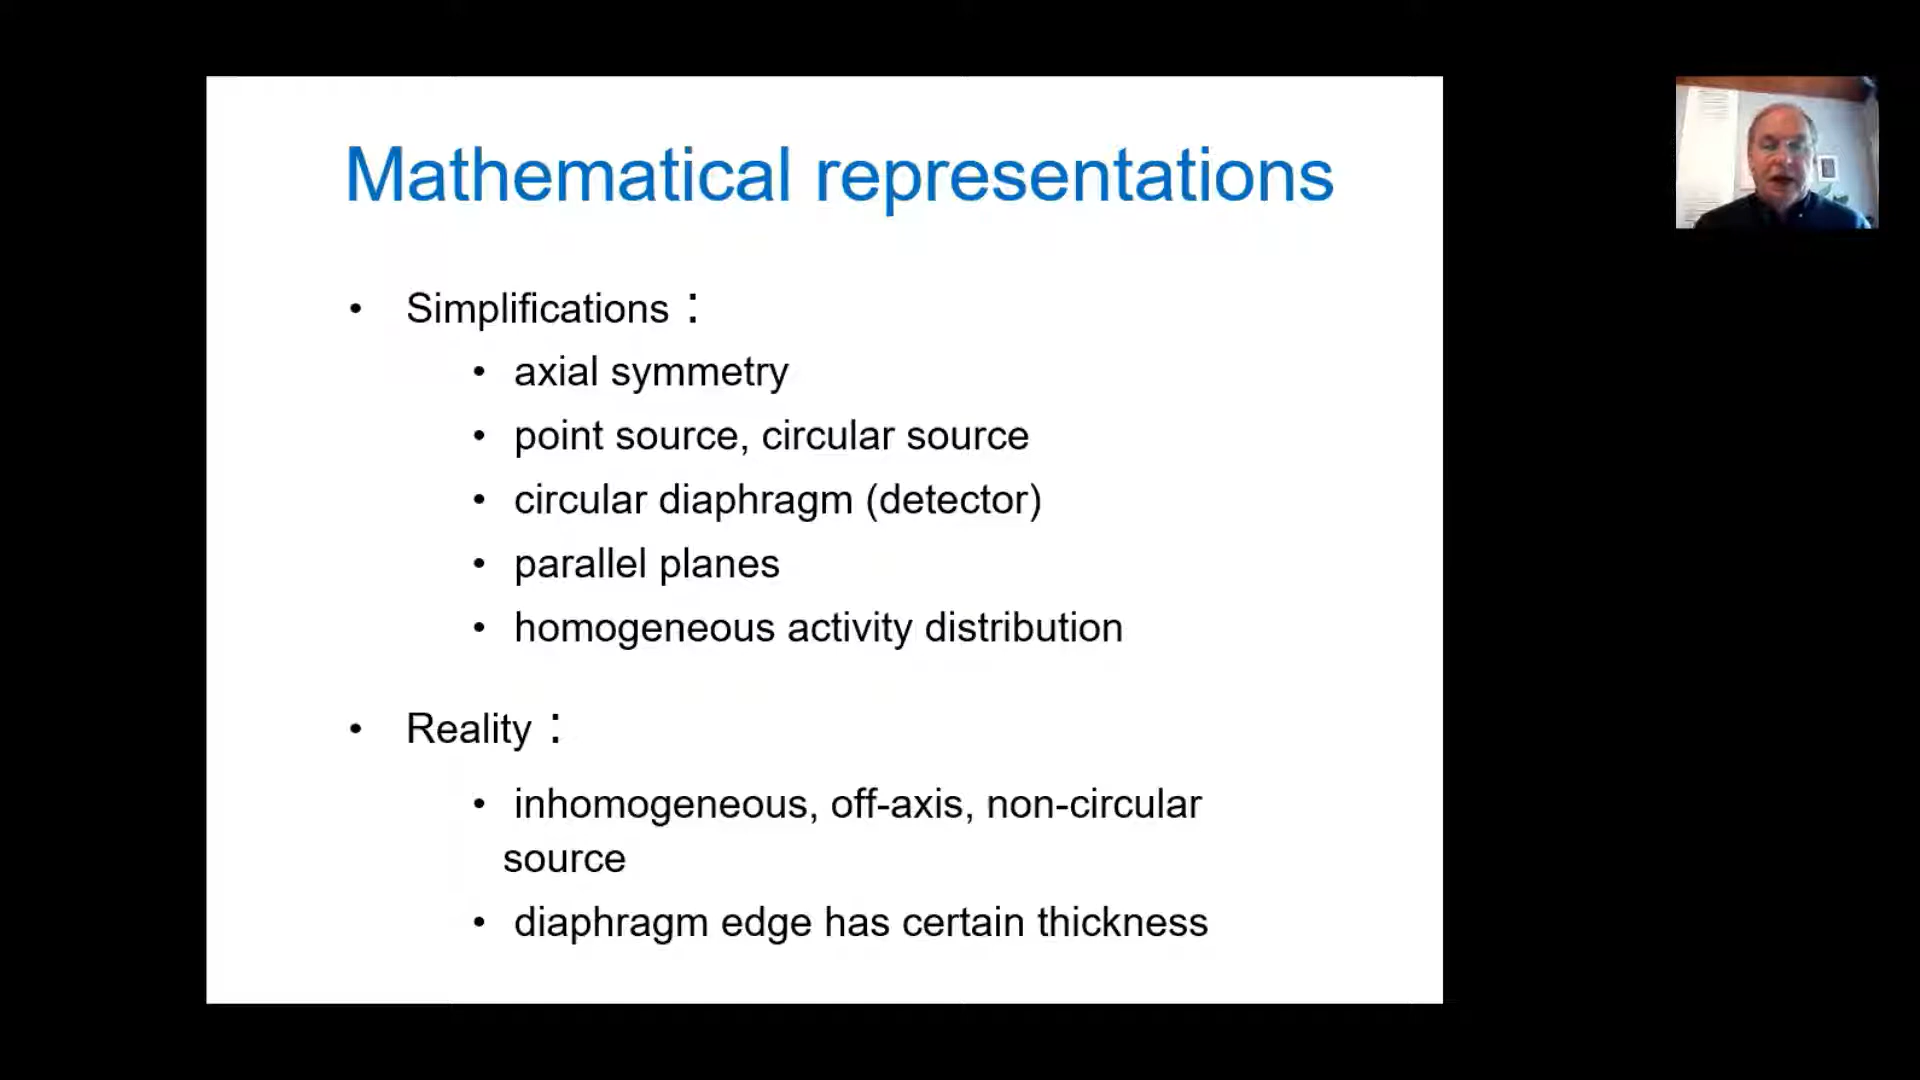 Mathematical representations
• Simplifications :
• axial symmetry
• point source, circular source
• circular diaphragm (detector)
• parallel planes
• homogeneous activity distribution
• Reality :
• inhomogeneous, off-axis, non-circular
source
• diaphragm edge has certain thickness